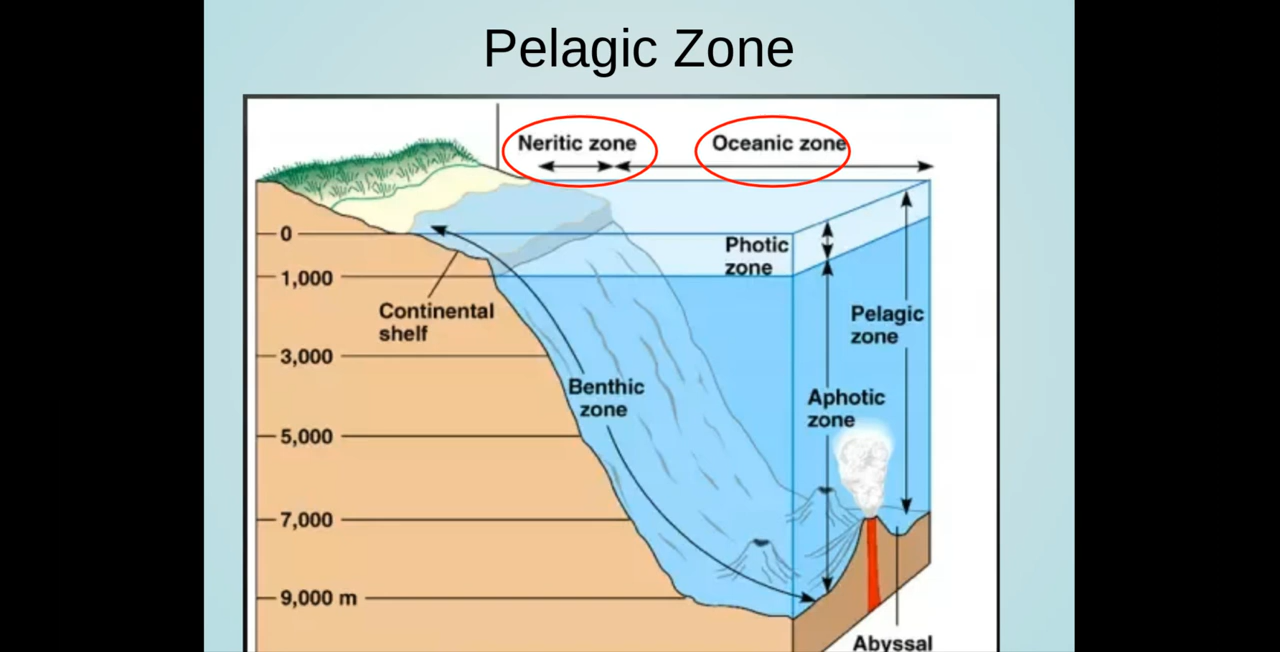 Pelagic Zone
Neritic zone
Oceanic zone
0
Photic
zone
1,000
Continental
shelf
Pelagic
zone
3,000
Benthic
zone
Aphotic
zone
5,000
7,000
9,000 m
Abyssal